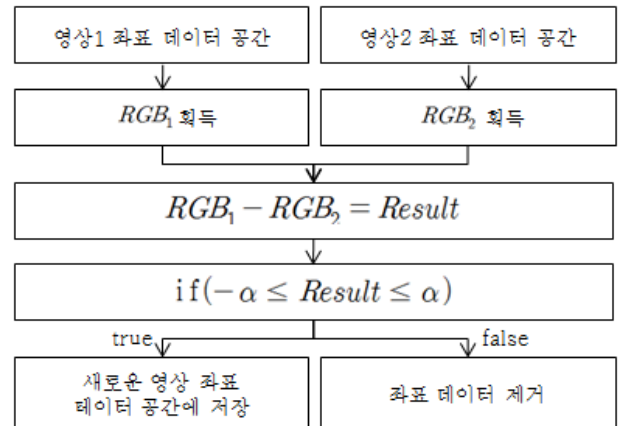 영상1 좌표 데이터 공간
영상2 좌표 데이터 공간
RGB₁ 획득
RGB₂ 획득
RGB₁ − RGB₂ = Result
if(−α ≤ Result ≤ α)
true
false
새로운 영상 좌표
데이터 공간에 저장
좌표 데이터 제거